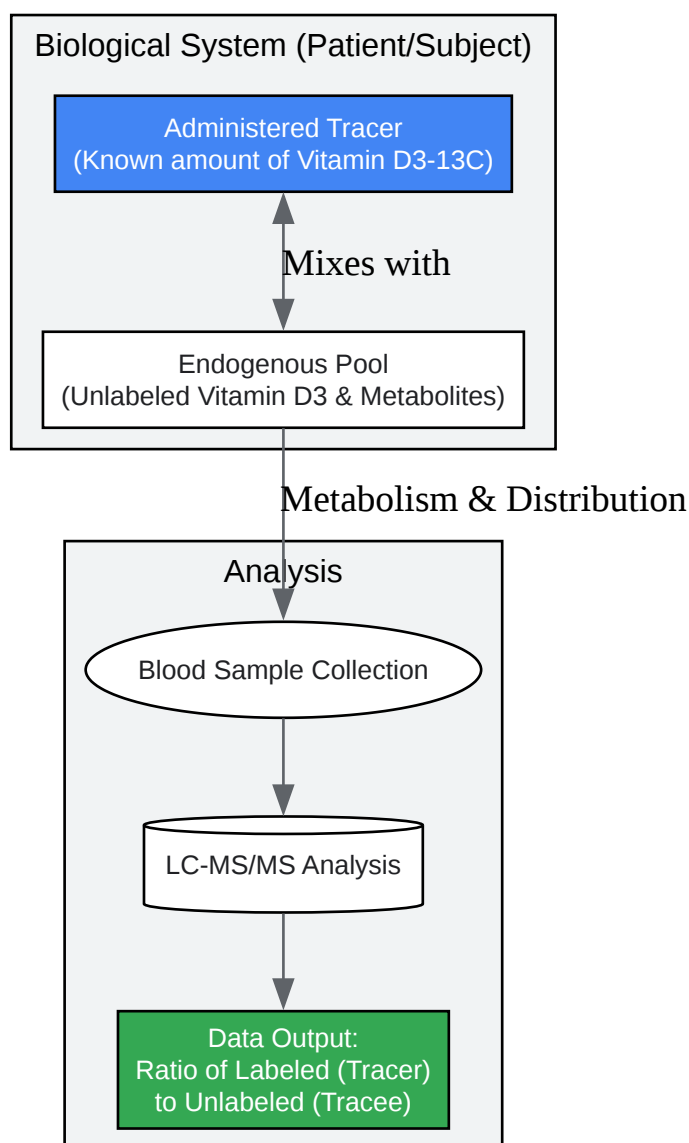 Biological System (Patient/Subject)
Administered Tracer
(Known amount of Vitamin D3-13C)
Mixes with
Endogenous Pool
(Unlabeled Vitamin D3 & Metabolites)
Metabolism & Distribution
Analysis
Blood Sample Collection
LC-MS/MS Analysis
Data Output:
Ratio of Labeled (Tracer)
to Unlabeled (Tracee)